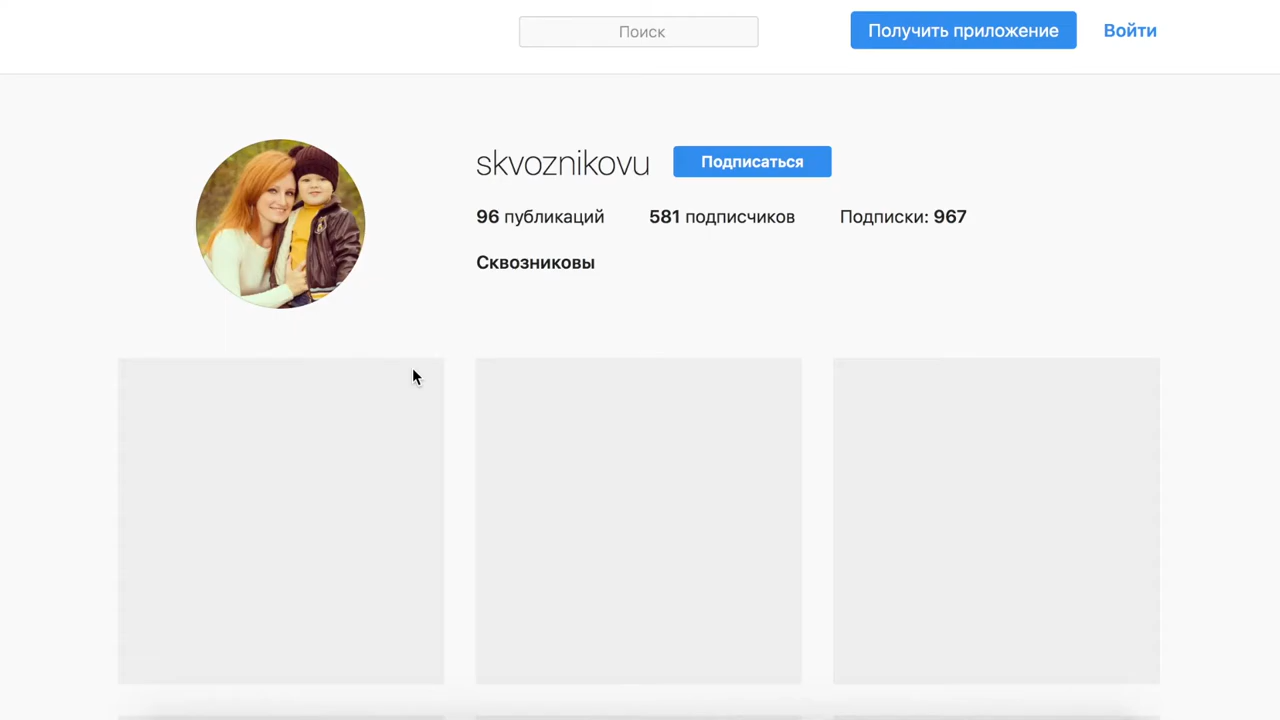 Поиск
Получить приложение
Войти
skvoznikovu
Подписаться
96 публикаций 581 подписчиков Подписки: 967
Сквозниковы